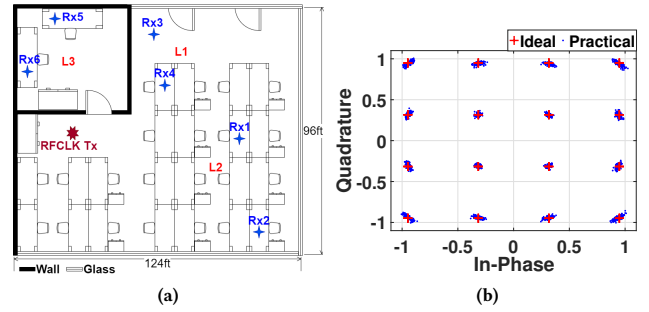 Rx5
Rx3
L1
Rx6
L3
Rx4
Rx1
RFCLK Tx
L2
Rx2
96ft
124ft
Wall
Glass
(a)
Ideal
Practical
Quadrature
1
0.5
0
-0.5
-1
-1
-0.5
0
0.5
1
In-Phase
(b)